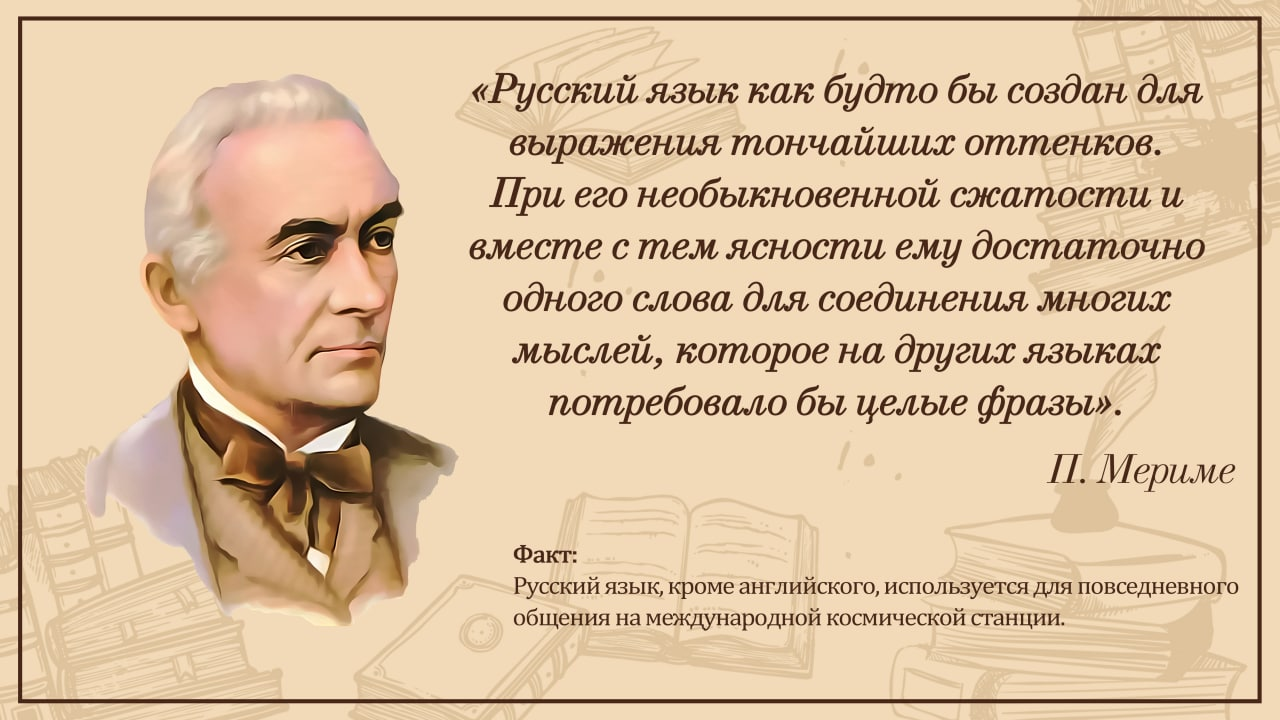 «Русский язык как будто бы создан для
выражения тончайших оттенков.
При его необыкновенной сжатости и
вместе с тем ясности ему достаточно
одного слова для соединения многих
мыслей, которое на других языках
потребовало бы целые фразы».
П. Мериме
Факт:
Русский язык, кроме английского, используется для повседневного
общения на международной космической станции.